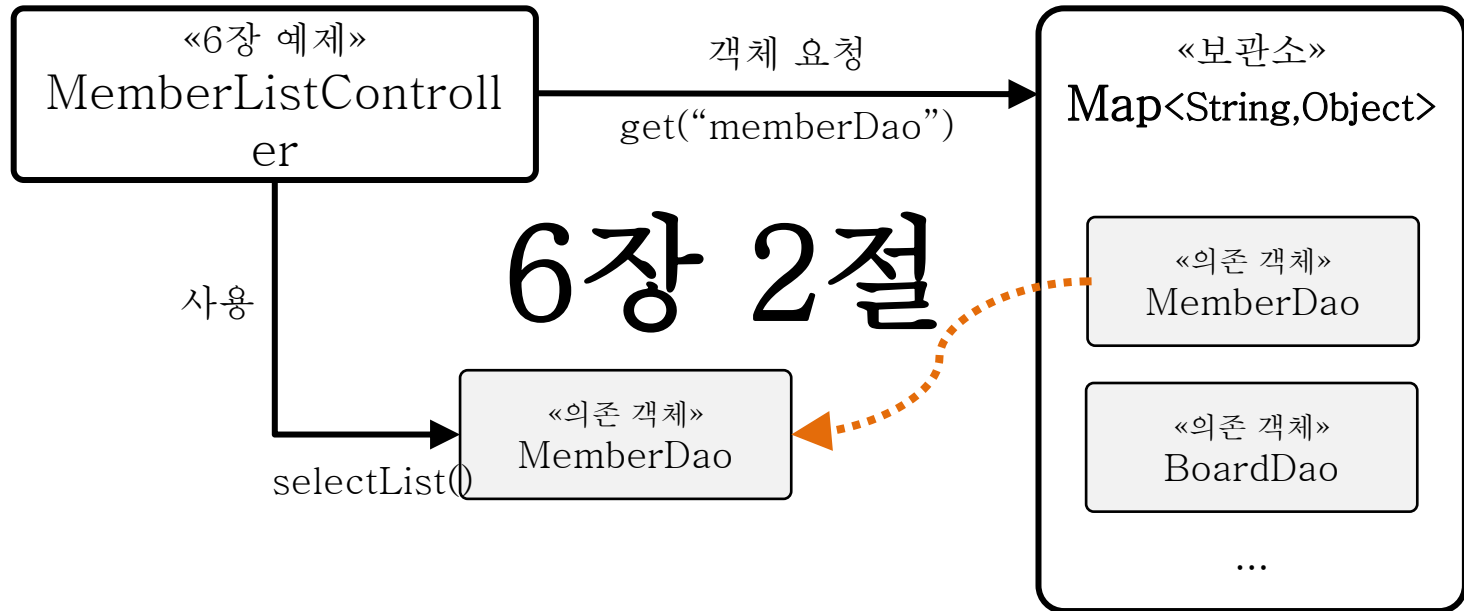 «6장 예제»
MemberListControll
er
객체 요청
get(“memberDao”)
«보관소»
Map<String,Object>
6장 2절
사용
selectList()
«의존 객체»
MemberDao
«의존 객체»
MemberDao
«의존 객체»
BoardDao
...